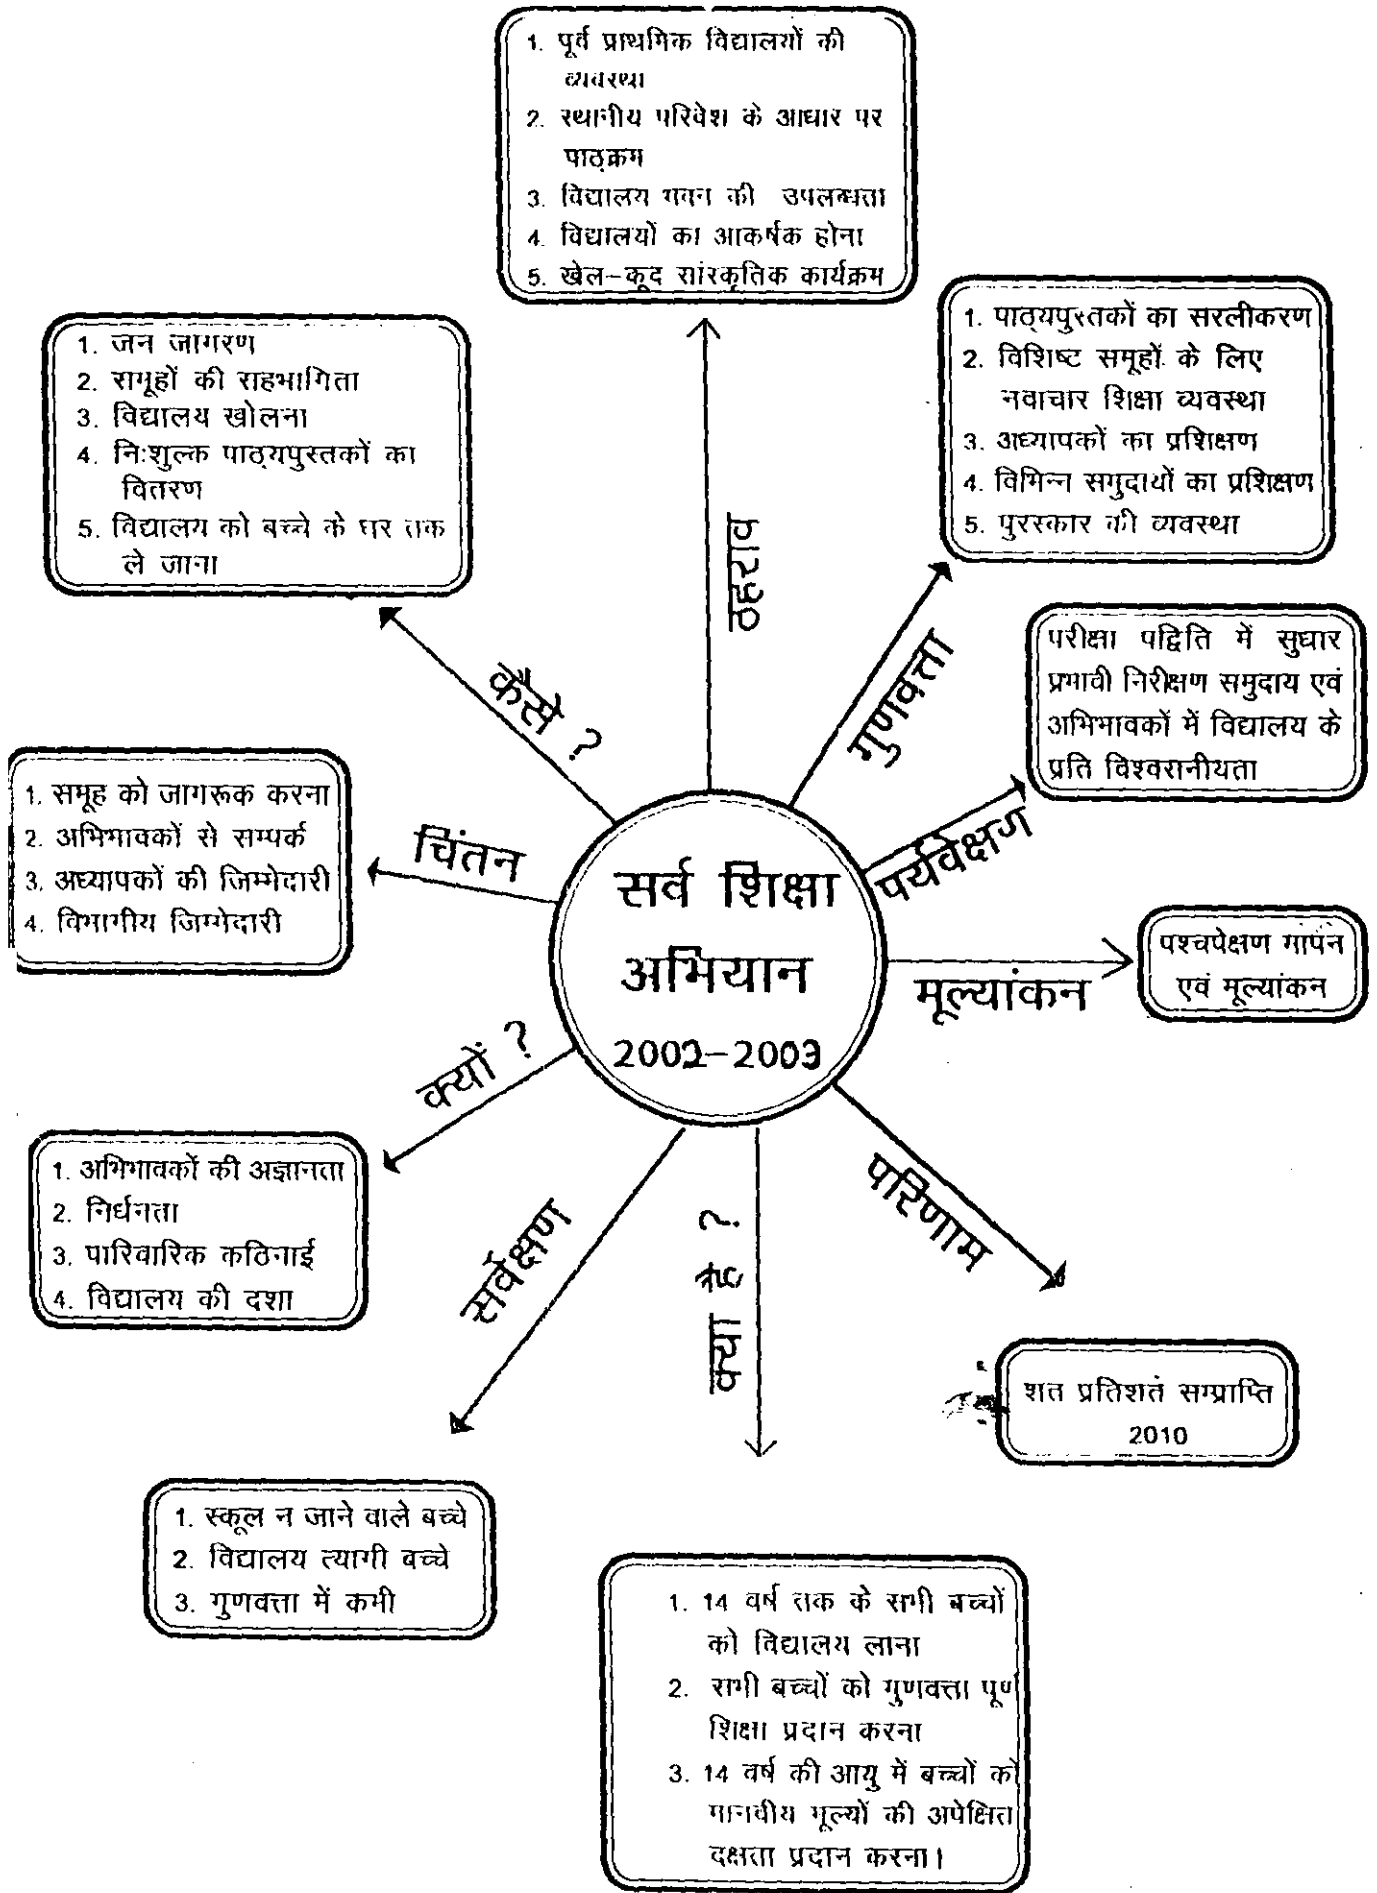 1. पूर्व प्राथमिक विद्यालयों की
व्यवस्था
2. स्थानीय परिवेश के आधार पर
पाठ्क्रम
3. विद्यालय भवन की उपलब्धता
4. विद्यालयों का आकर्षक होना
5. खेल-कूद सांस्कृतिक कार्यक्रम
ठहराव
1. जन जागरण
2. समूहों की सहभागिता
3. विद्यालय खोलना
4. निःशुल्क पाठ्यपुस्तकों का
वितरण
5. विद्यालय को बच्चे के घर तक
ले जाना
कैसे ?
1. पाठ्यपुस्तकों का सरलीकरण
2. विशिष्ट समूहों के लिए
नवाचार शिक्षा व्यवस्था
3. अध्यापकों का प्रशिक्षण
4. विभिन्न समुदायों का प्रशिक्षण
5. पुरस्कार की व्यवस्था
गुणवत्ता
परीक्षा पद्विति में सुधार
प्रभावी निरीक्षण समुदाय एवं
अभिभावकों में विद्यालय के
प्रति विश्वसनीयता
पर्यवेक्षण
1. समूह को जागरूक करना
2. अभिभावकों से सम्पर्क
3. अध्यापकों की जिम्मेदारी
4. विभागीय जिम्मेदारी
चिंतन
सर्व शिक्षा
अभियान
2002-2003
पश्चपेक्षण मापन
एवं मूल्यांकन
मूल्यांकन
क्यों ?
1. अभिभावकों की अज्ञानता
2. निर्धनता
3. पारिवारिक कठिनाई
4. विद्यालय की दशा
सर्वेक्षण
1. स्कूल न जाने वाले बच्चे
2. विद्यालय त्यागी बच्चे
3. गुणवत्ता में कमी
क्या है ?
1. 14 वर्ष तक के सभी बच्चों
को विद्यालय लाना
2. सभी बच्चों को गुणवत्ता पूर्ण
शिक्षा प्रदान करना
3. 14 वर्ष की आयु में बच्चों को
मानवीय मूल्यों की अपेक्षित
दक्षता प्रदान करना।
परिणाम
शत प्रतिशत सम्प्राप्ति
2010